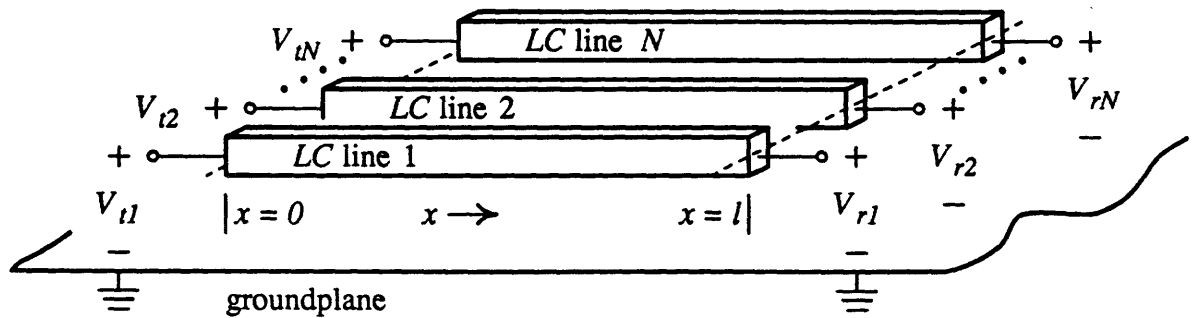 V_tN + LC line N +
V_t2 + LC line 2 + V_rN
+ LC line 1 + V_r2 −
V_t1 x = 0 x → x = l V_r1 −
− −
groundplane